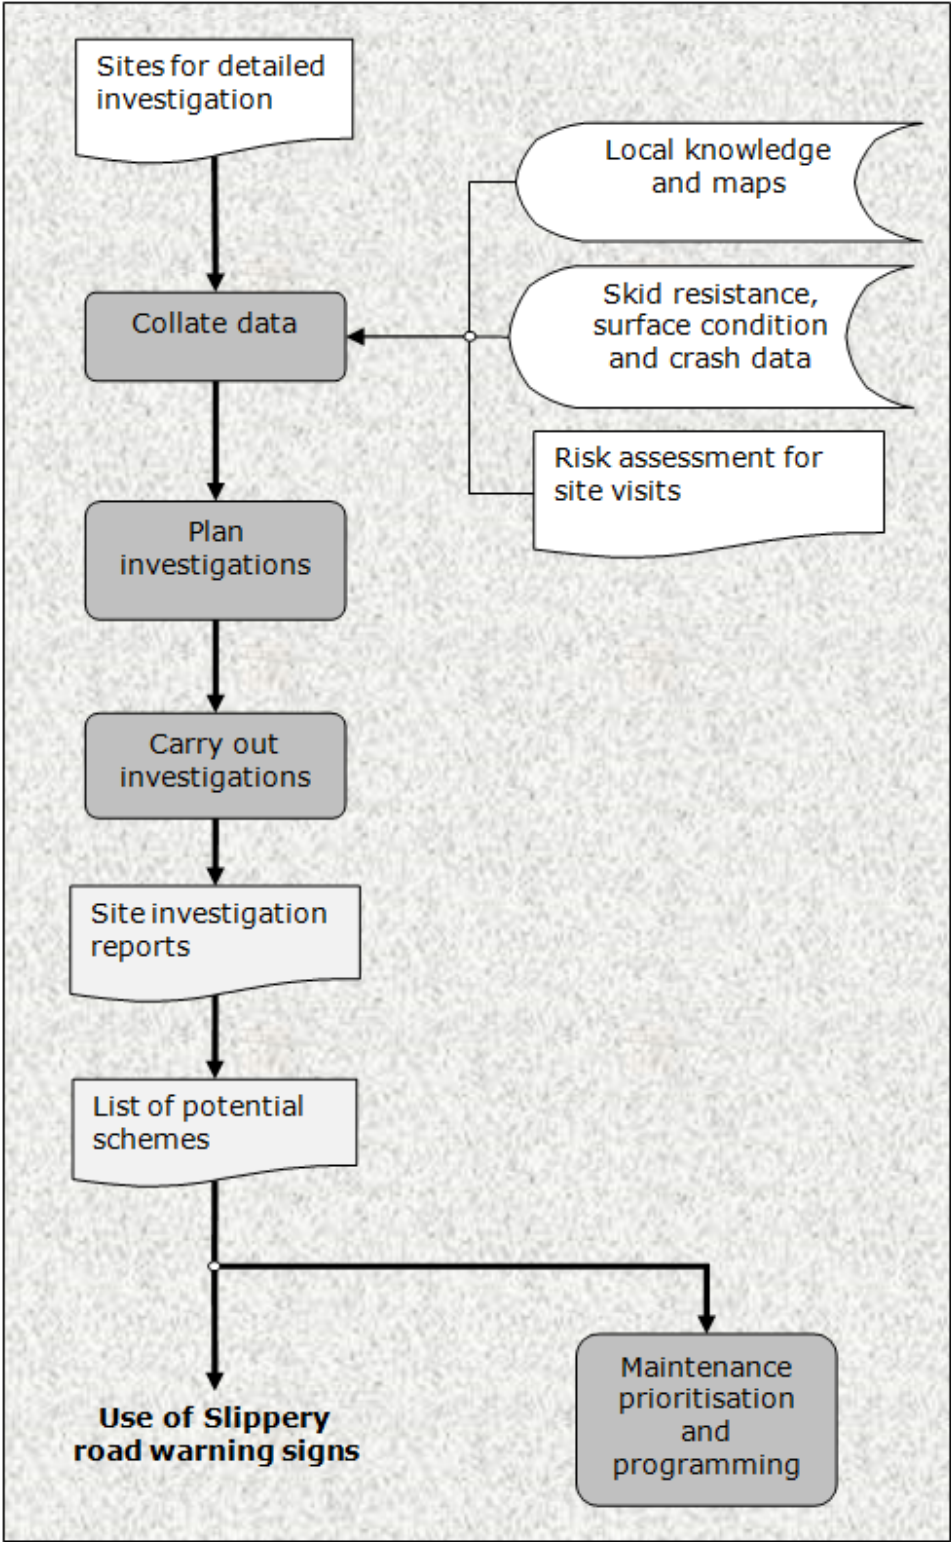 Sites for detailed
investigation
Local knowledge
and maps
Collate data
Skid resistance,
surface condition
and crash data
Risk assessment for
site visits
Plan
investigations
Carry out
investigations
Site investigation
reports
List of potential
schemes
Use of Slippery
road warning signs
Maintenance
prioritisation
and
programming